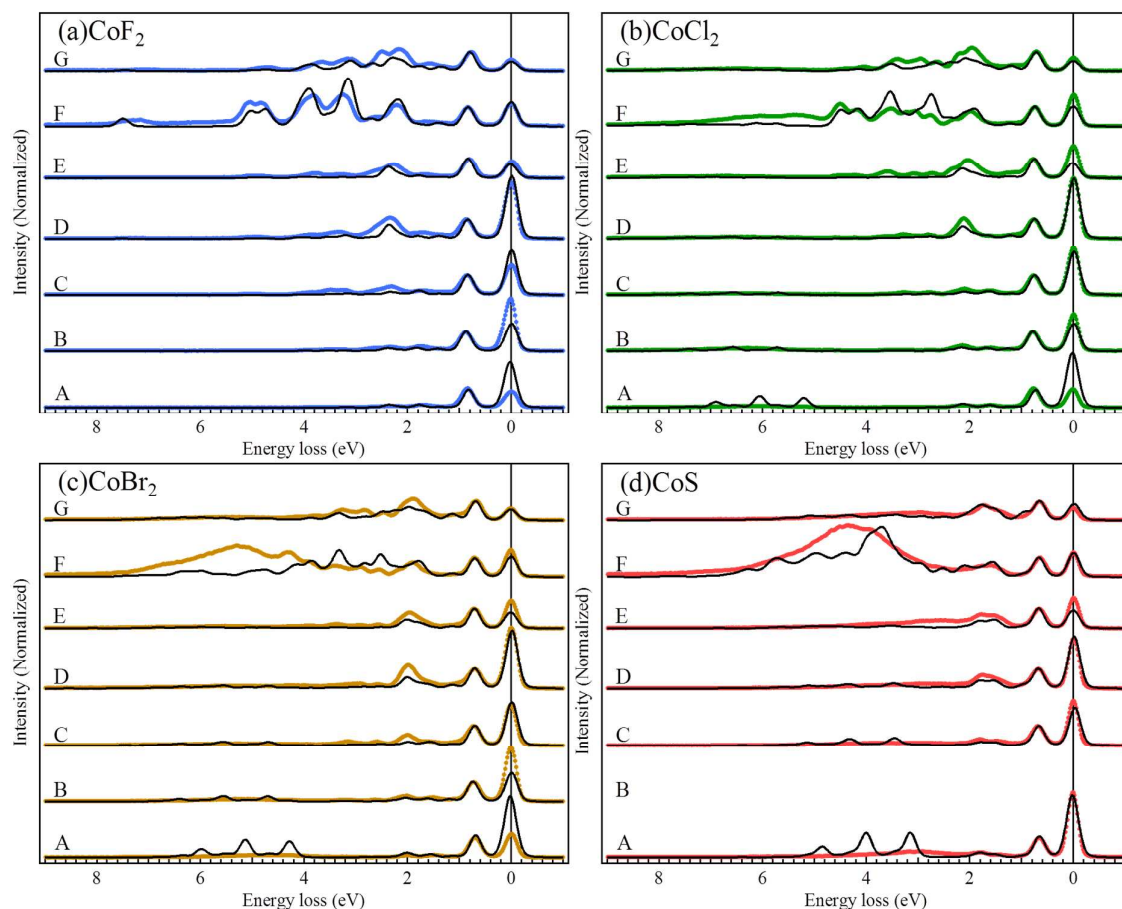 (a)CoF₂
G
F
E
D
C
B
A
Intensity (Normalized)
8 6 4 2 0
Energy loss (eV)
(b)CoCl₂
G
F
E
D
C
B
A
Intensity (Normalized)
8 6 4 2 0
Energy loss (eV)
(c)CoBr₂
G
F
E
D
C
B
A
Intensity (Normalized)
8 6 4 2 0
Energy loss (eV)
(d)CoS
G
F
E
D
C
B
A
Intensity (Normalized)
8 6 4 2 0
Energy loss (eV)